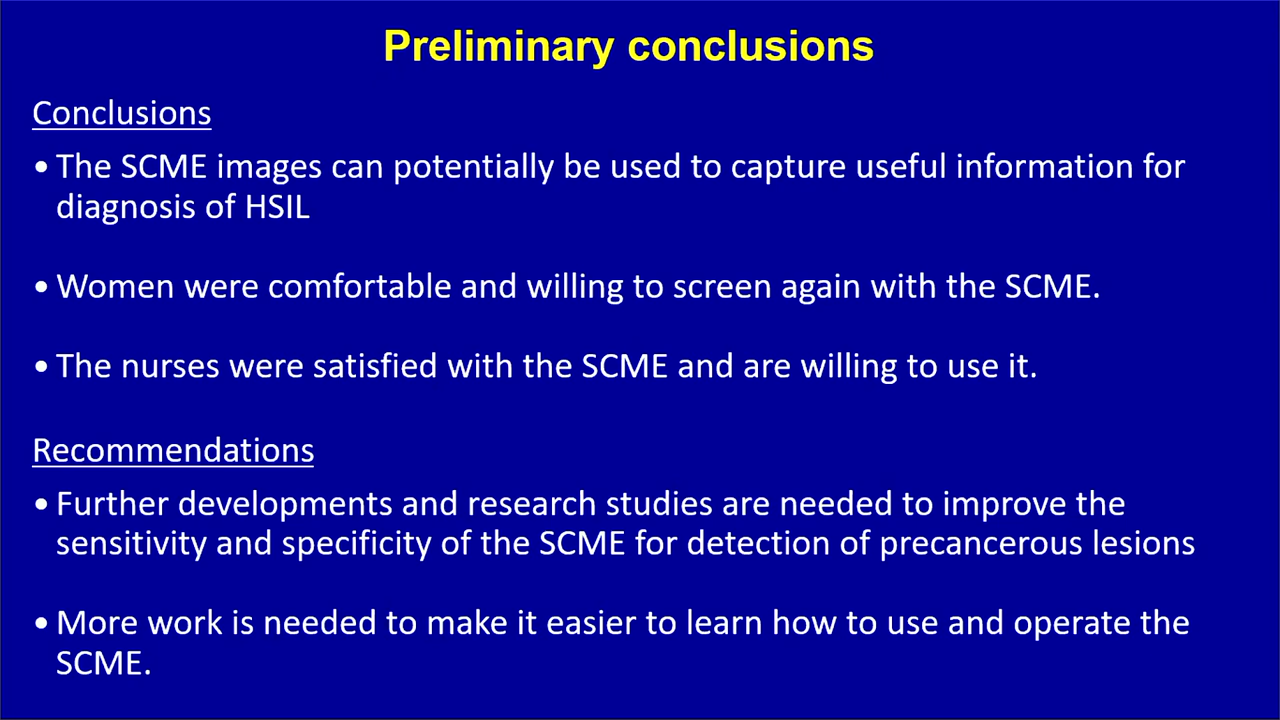 Preliminary conclusions
Conclusions
• The SCME images can potentially be used to capture useful information for
diagnosis of HSIL
• Women were comfortable and willing to screen again with the SCME.
• The nurses were satisfied with the SCME and are willing to use it.
Recommendations
• Further developments and research studies are needed to improve the
sensitivity and specificity of the SCME for detection of precancerous lesions
• More work is needed to make it easier to learn how to use and operate the
SCME.